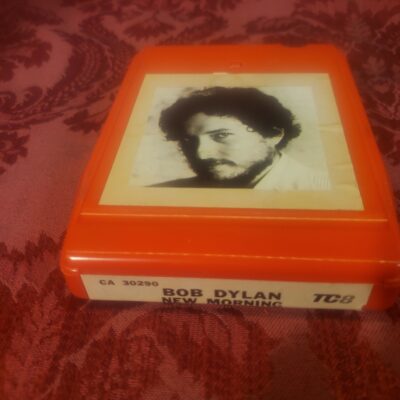 CA 30290
BOB DYLAN
NEW MORNING
TC8